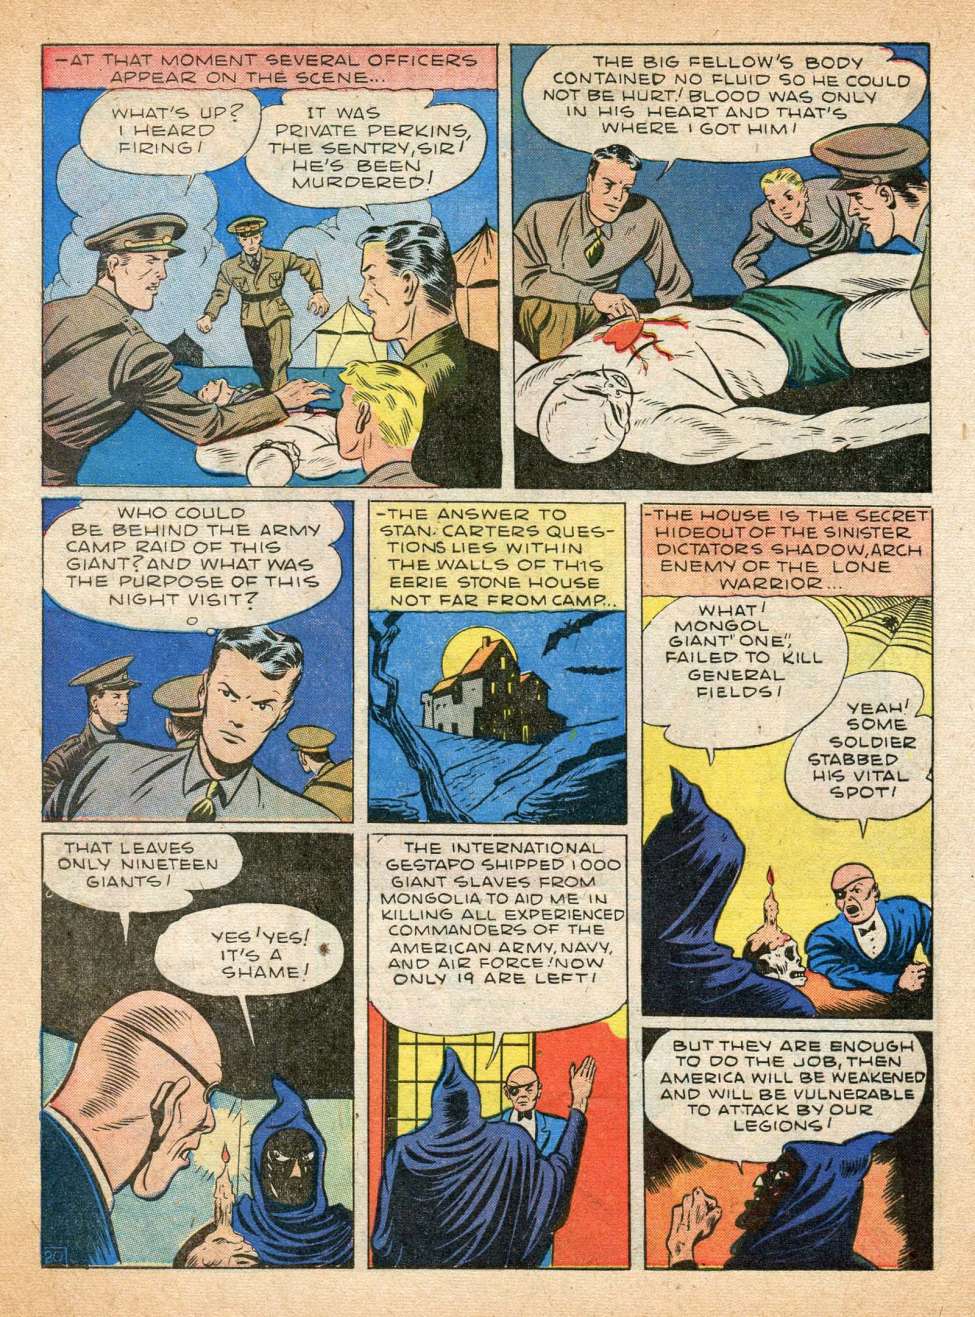 -AT THAT MOMENT SEVERAL OFFICERS
APPEAR ON THE SCENE...
WHAT'S UP?
I HEARD
FIRING!
IT WAS
PRIVATE PERKINS,
THE SENTRY, SIR!
HE'S BEEN
MURDERED!
THE BIG FELLOW'S BODY
CONTAINED NO FLUID SO HE COULD
NOT BE HURT! BLOOD WAS ONLY
IN HIS HEART AND THAT'S
WHERE I GOT HIM!
WHO COULD
BE BEHIND THE ARMY
CAMP RAID OF THIS
GIANT? AND WHAT WAS
THE PURPOSE OF THIS
NIGHT VISIT?
-THE ANSWER TO
STAN. CARTERS QUES-
TIONS LIES WITHIN
THE WALLS OF THIS
EERIE STONE HOUSE
NOT FAR FROM CAMP...
-THE HOUSE IS THE SECRET
HIDEOUT OF THE SINISTER
DICTATORS SHADOW, ARCH
ENEMY OF THE LONE
WARRIOR...
WHAT!
MONGOL
GIANT "ONE",
FAILED TO KILL
GENERAL
FIELDS!
YEAH!
SOME
SOLDIER
STABBED
HIS VITAL
SPOT!
THAT LEAVES
ONLY NINETEEN
GIANTS!
YES! YES!
IT'S A
SHAME!
THE INTERNATIONAL
GESTAPO SHIPPED 1000
GIANT SLAVES FROM
MONGOLIA TO AID ME IN
KILLING ALL EXPERIENCED
COMMANDERS OF THE
AMERICAN ARMY, NAVY,
AND AIR FORCE! NOW
ONLY 19 ARE LEFT!
BUT THEY ARE ENOUGH
TO DO THE JOB, THEN
AMERICA WILL BE WEAKENED
AND WILL BE VULNERABLE
TO ATTACK BY OUR
LEGIONS!
20